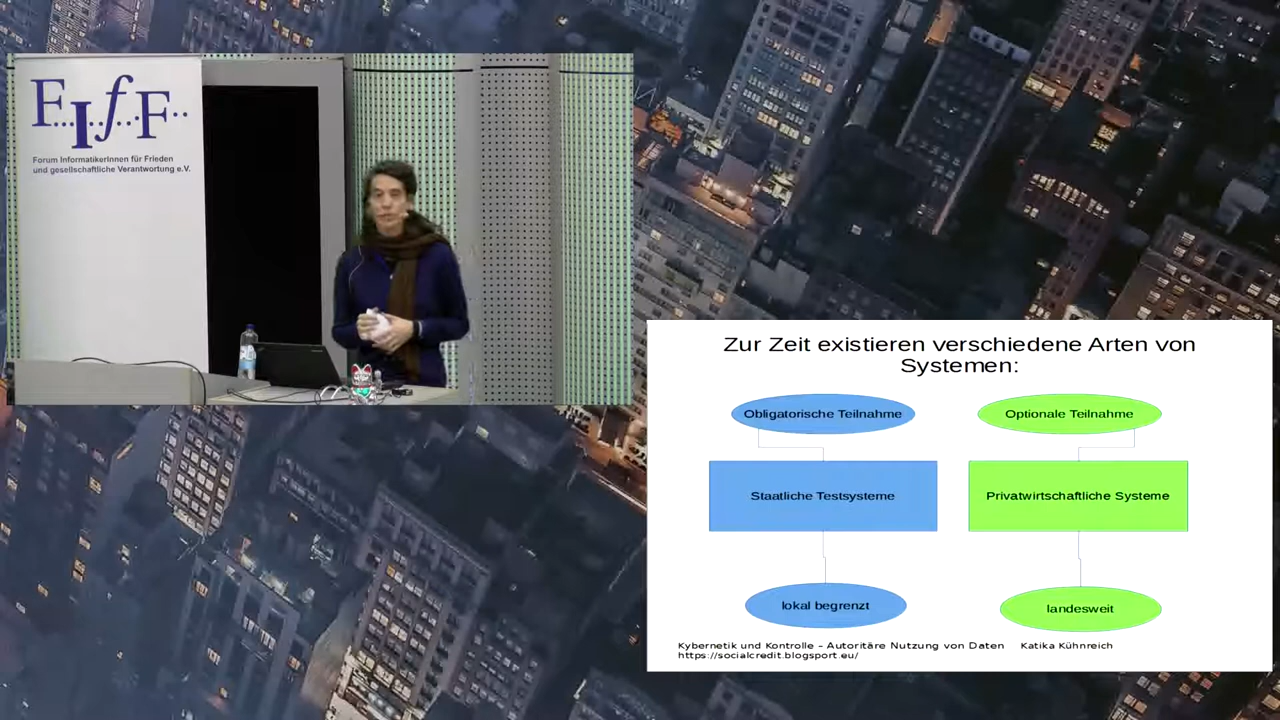 F..I..f..F..
Forum InformatikerInnen für Frieden
und gesellschaftliche Verantwortung e.V.
Zur Zeit existieren verschiedene Arten von
Systemen:
Obligatorische Teilnahme
Optionale Teilnahme
Staatliche Testsysteme
Privatwirtschaftliche Systeme
lokal begrenzt
landesweit
Kybernetik und Kontrolle – Autoritäre Nutzung von Daten Katika Kühnreich
https://socialcredit.blogsport.eu/